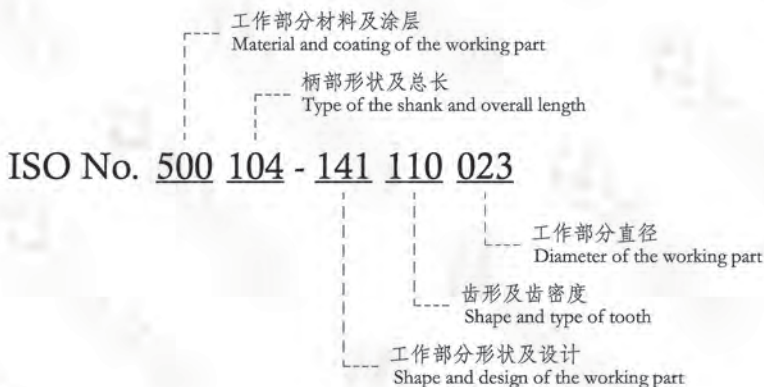 工作部分材料及涂层
Material and coating of the working part
柄部形状及总长
Type of the shank and overall length
ISO No. 500 104 - 141 110 023
工作部分直径
Diameter of the working part
齿形及齿密度
Shape and type of tooth
工作部分形状及设计
Shape and design of the working part